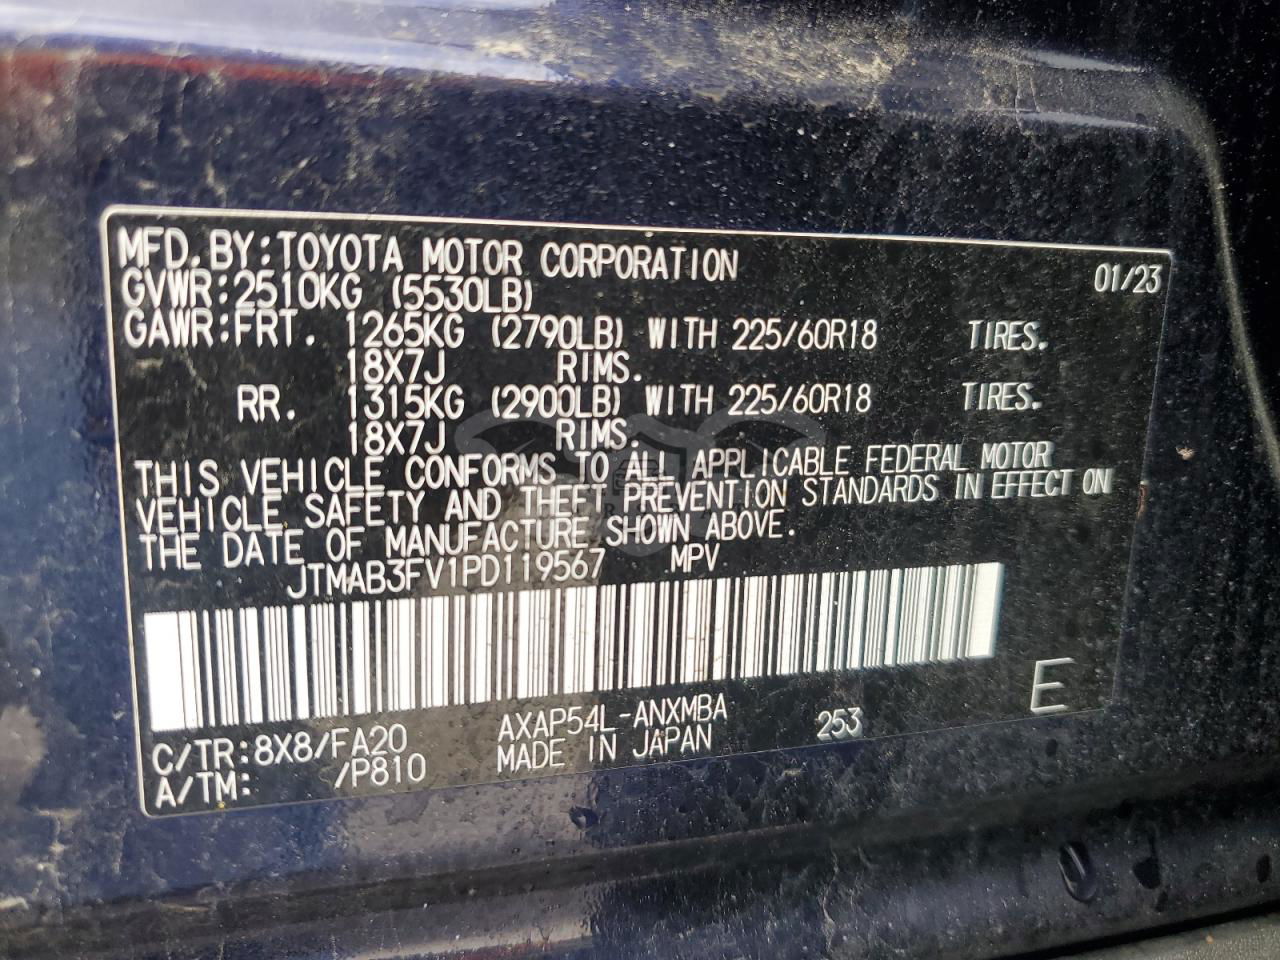 MFD. BY: TOYOTA MOTOR CORPORATION 01/23
GVWR: 2510KG (5530LB)
GAWR: FRT. 1265KG (2790LB) WITH 225/60R18 TIRES.
18X7J RIMS.
RR. 1315KG (2900LB) WITH 225/60R18 TIRES.
18X7J RIMS.
THIS VEHICLE CONFORMS TO ALL APPLICABLE FEDERAL MOTOR
VEHICLE SAFETY AND THEFT PREVENTION STANDARDS IN EFFECT ON
THE DATE OF MANUFACTURE SHOWN ABOVE.
JTMAB3FV1PD119567 MPV
E
C/TR: 8X8/FA20 AXAP54L-ANXMBA 253
A/TM: /P810 MADE IN JAPAN